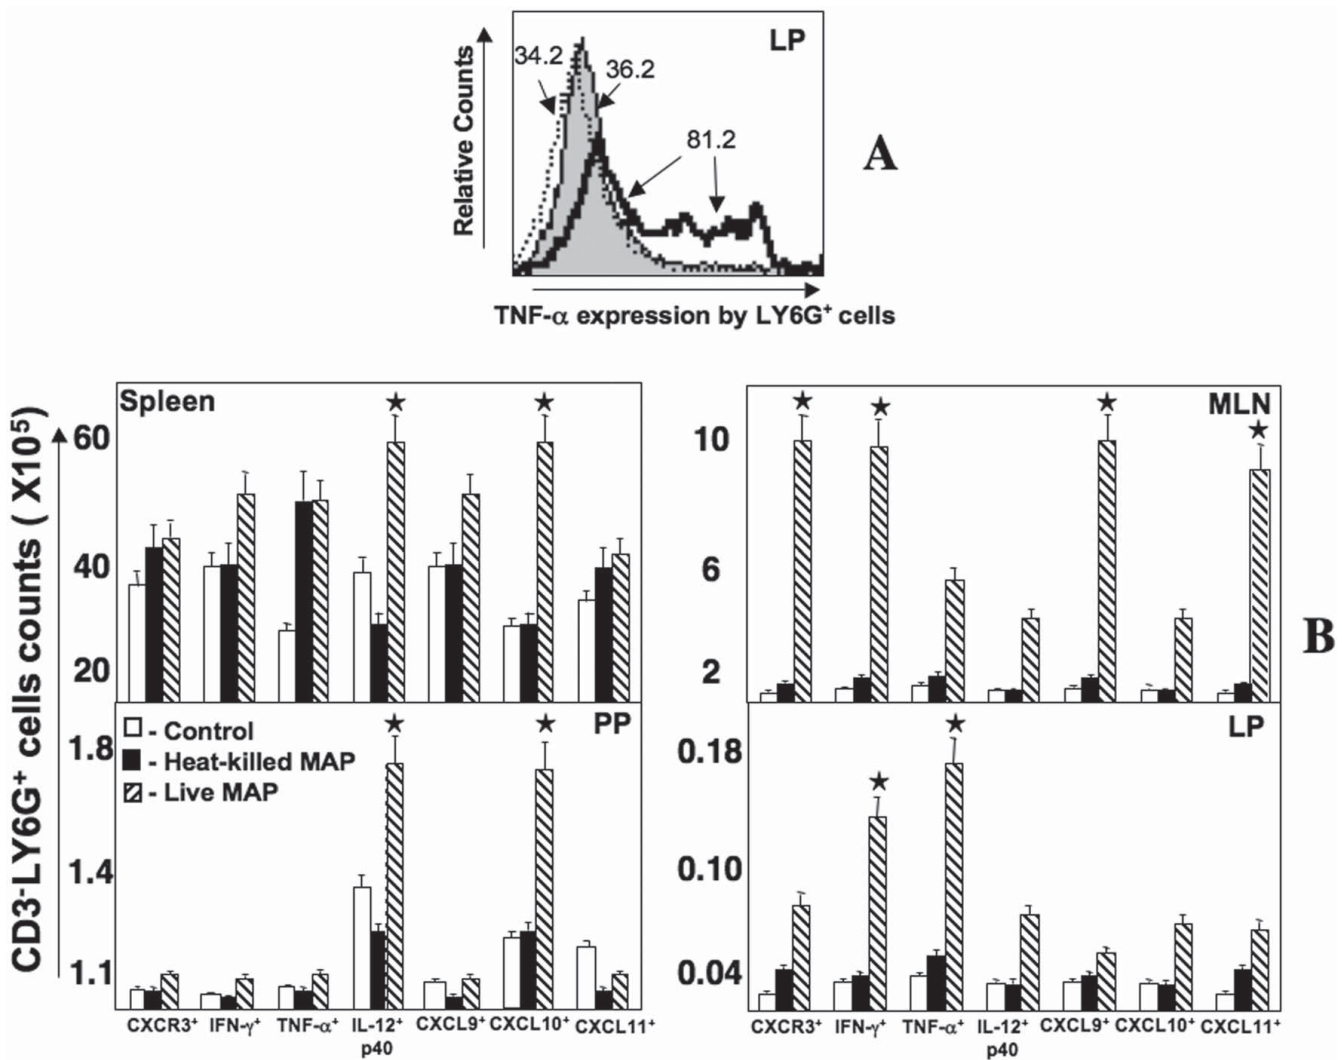 LP
34.2
36.2
81.2
Relative Counts
TNF-α expression by LY6G⁺ cells
A
CD3⁻LY6G⁺ cells counts ( X10⁵)
Spleen
60
40
20
MLN
10
6
2
B
PP
- Control
- Heat-killed MAP
- Live MAP
1.8
1.4
1.1
LP
0.18
0.10
0.04
CXCR3⁺ IFN-γ⁺ TNF-α⁺ IL-12⁺ CXCL9⁺ CXCL10⁺ CXCL11⁺
p40
CXCR3⁺ IFN-γ⁺ TNF-α⁺ IL-12⁺ CXCL9⁺ CXCL10⁺ CXCL11⁺
p40